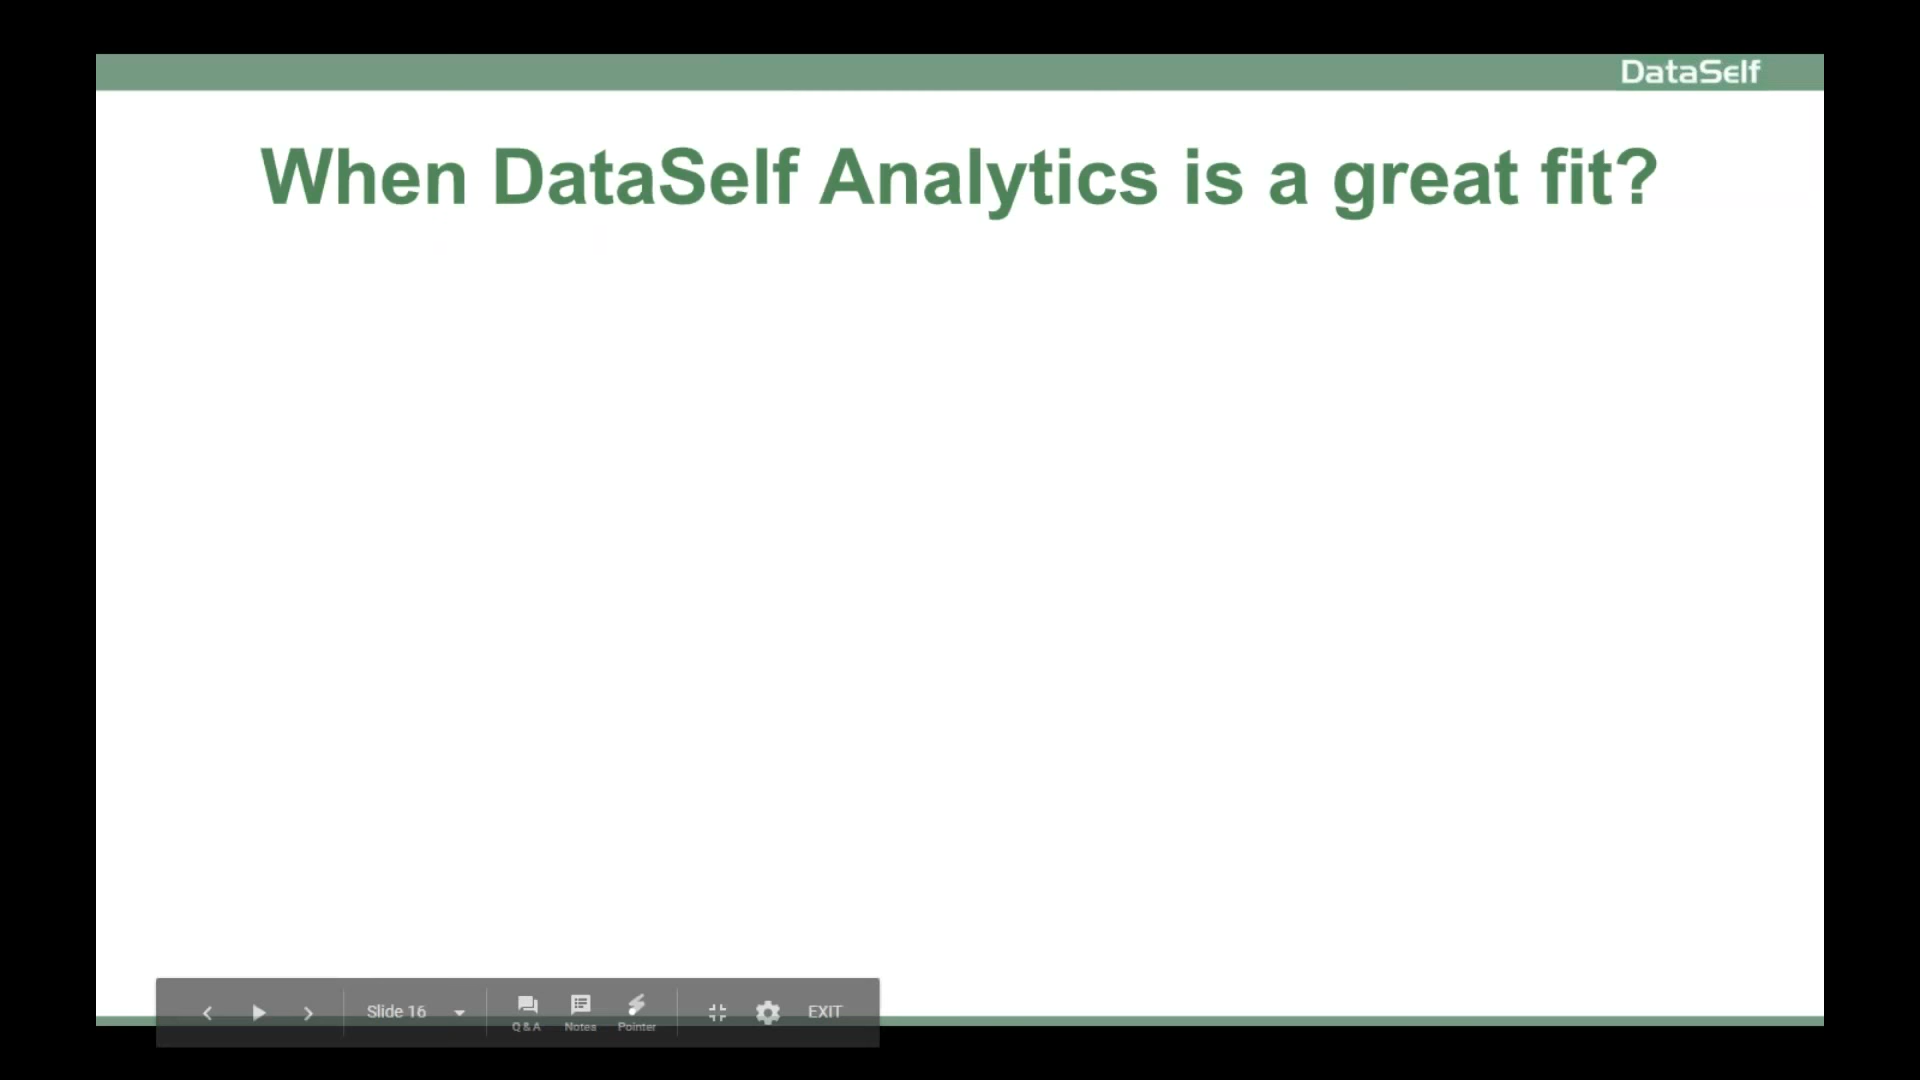 DataSelf
When DataSelf Analytics is a great fit?
Slide 16
Q & A Notes Pointer
EXIT